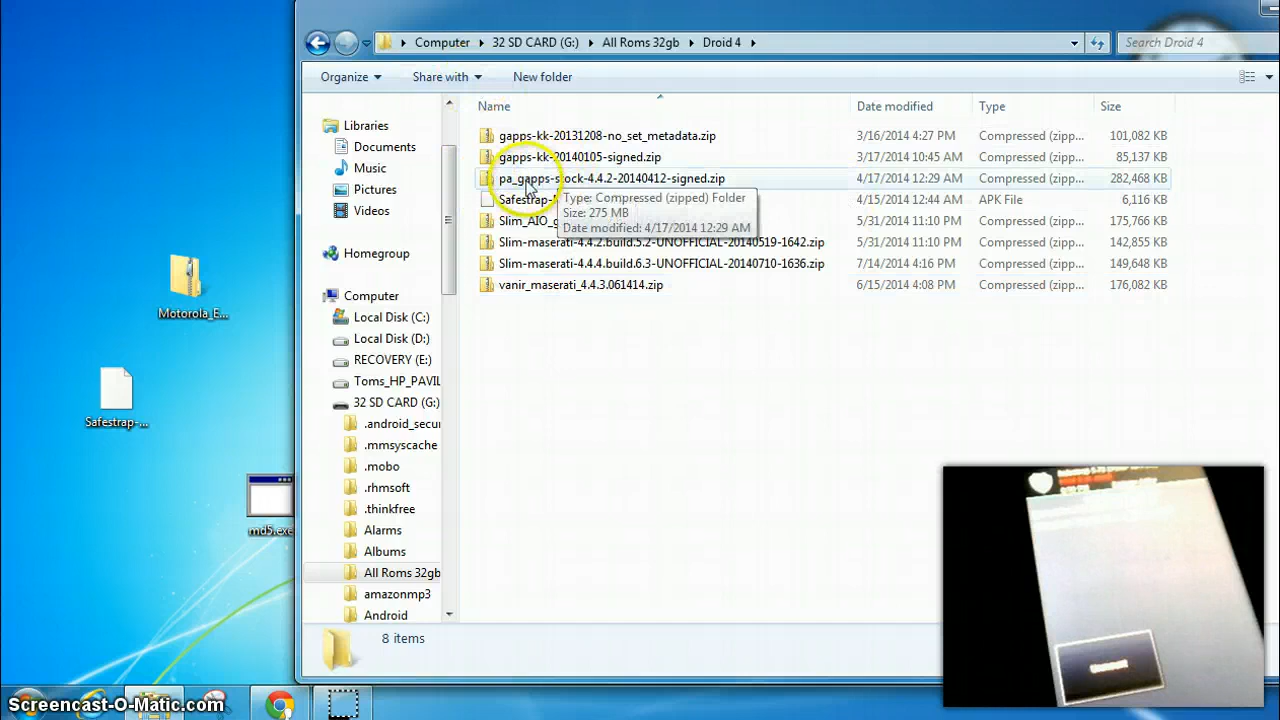 Computer 32 SD CARD (G:) All Roms 32gb Droid 4
Search Droid 4
Organize Share with New folder
Name Date modified Type Size
gapps-kk-20131208-no_set_metadata.zip 3/16/2014 4:27 PM Compressed (zipp... 101,082 KB
gapps-kk-20140105-signed.zip 3/17/2014 10:45 AM Compressed (zipp... 85,137 KB
pa_gapps-stock-4.4.2-20140412-signed.zip 4/17/2014 12:29 AM Compressed (zipp... 282,468 KB
Safestrap- 4/15/2014 12:44 AM APK File 6,116 KB
Slim_AIO_g 5/31/2014 11:10 PM Compressed (zipp... 175,766 KB
Slim-maserati-4.4.2.build.5.2-UNOFFICIAL-20140519-1642.zip 5/31/2014 11:10 PM Compressed (zipp... 142,855 KB
Slim-maserati-4.4.4.build.6.3-UNOFFICIAL-20140710-1636.zip 7/14/2014 4:16 PM Compressed (zipp... 149,648 KB
vanir_maserati_4.4.3.061414.zip 6/15/2014 4:08 PM Compressed (zipp... 176,082 KB
Type: Compressed (zipped) Folder
Size: 275 MB
Date modified: 4/17/2014 12:29 AM
Libraries
Documents
Music
Pictures
Videos
Homegroup
Computer
Local Disk (C:)
Local Disk (D:)
RECOVERY (E:)
Toms_HP_PAVIL
32 SD CARD (G:)
.android_secu
.mmsyscache
.mobo
.rhmsoft
.thinkfree
Alarms
Albums
All Roms 32gb
amazonmp3
Android
8 items
Motorola_E...
Safestrap-...
md5.exe
Screencast-O-Matic.com